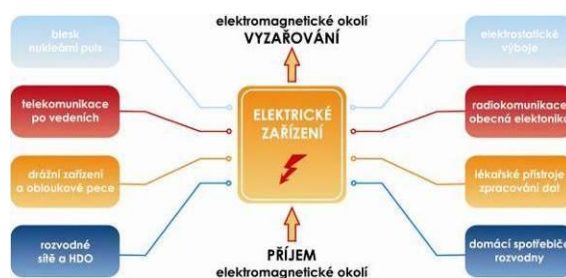 elektromagnetické okolí
VYZAŘOVÁNÍ
blesk
nukleární puls
telekomunikace
po vedeních
drážní zařízení
a obloukové pece
rozvodné
sítě a HDO
ELEKTRICKÉ
ZAŘÍZENÍ
elektrostatické
výboje
radiokomunikace
obecná elektonika
lékařské přístroje
zpracování dat
domácí spotřebiče
rozvodny
PŘÍJEM
elektromagnetické okolí